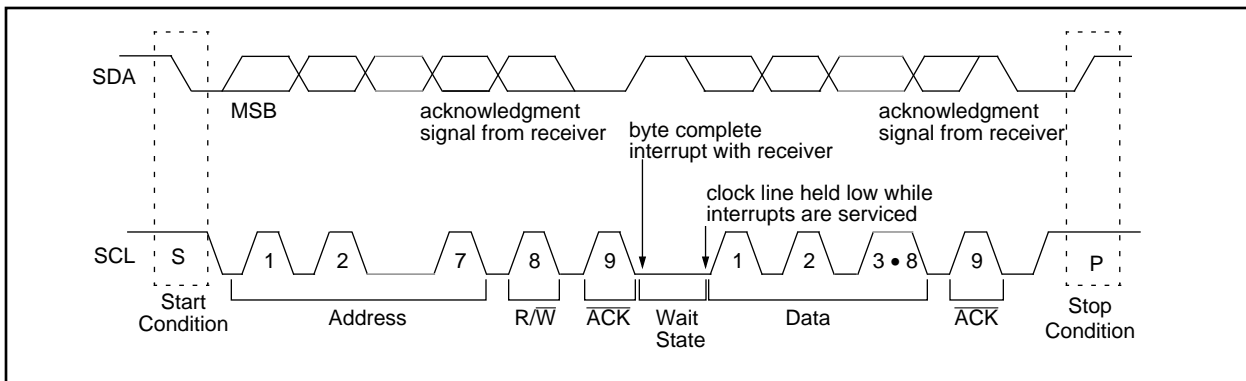 SDA
MSB
acknowledgment
signal from receiver
acknowledgment
signal from receiver
byte complete
interrupt with receiver
clock line held low while
interrupts are serviced
SCL
S
1
2
7
8
9
1
2
3 • 8
9
P
Start
Condition
Address
R/W̅
A̅C̅K̅
Wait
State
Data
A̅C̅K̅
Stop
Condition